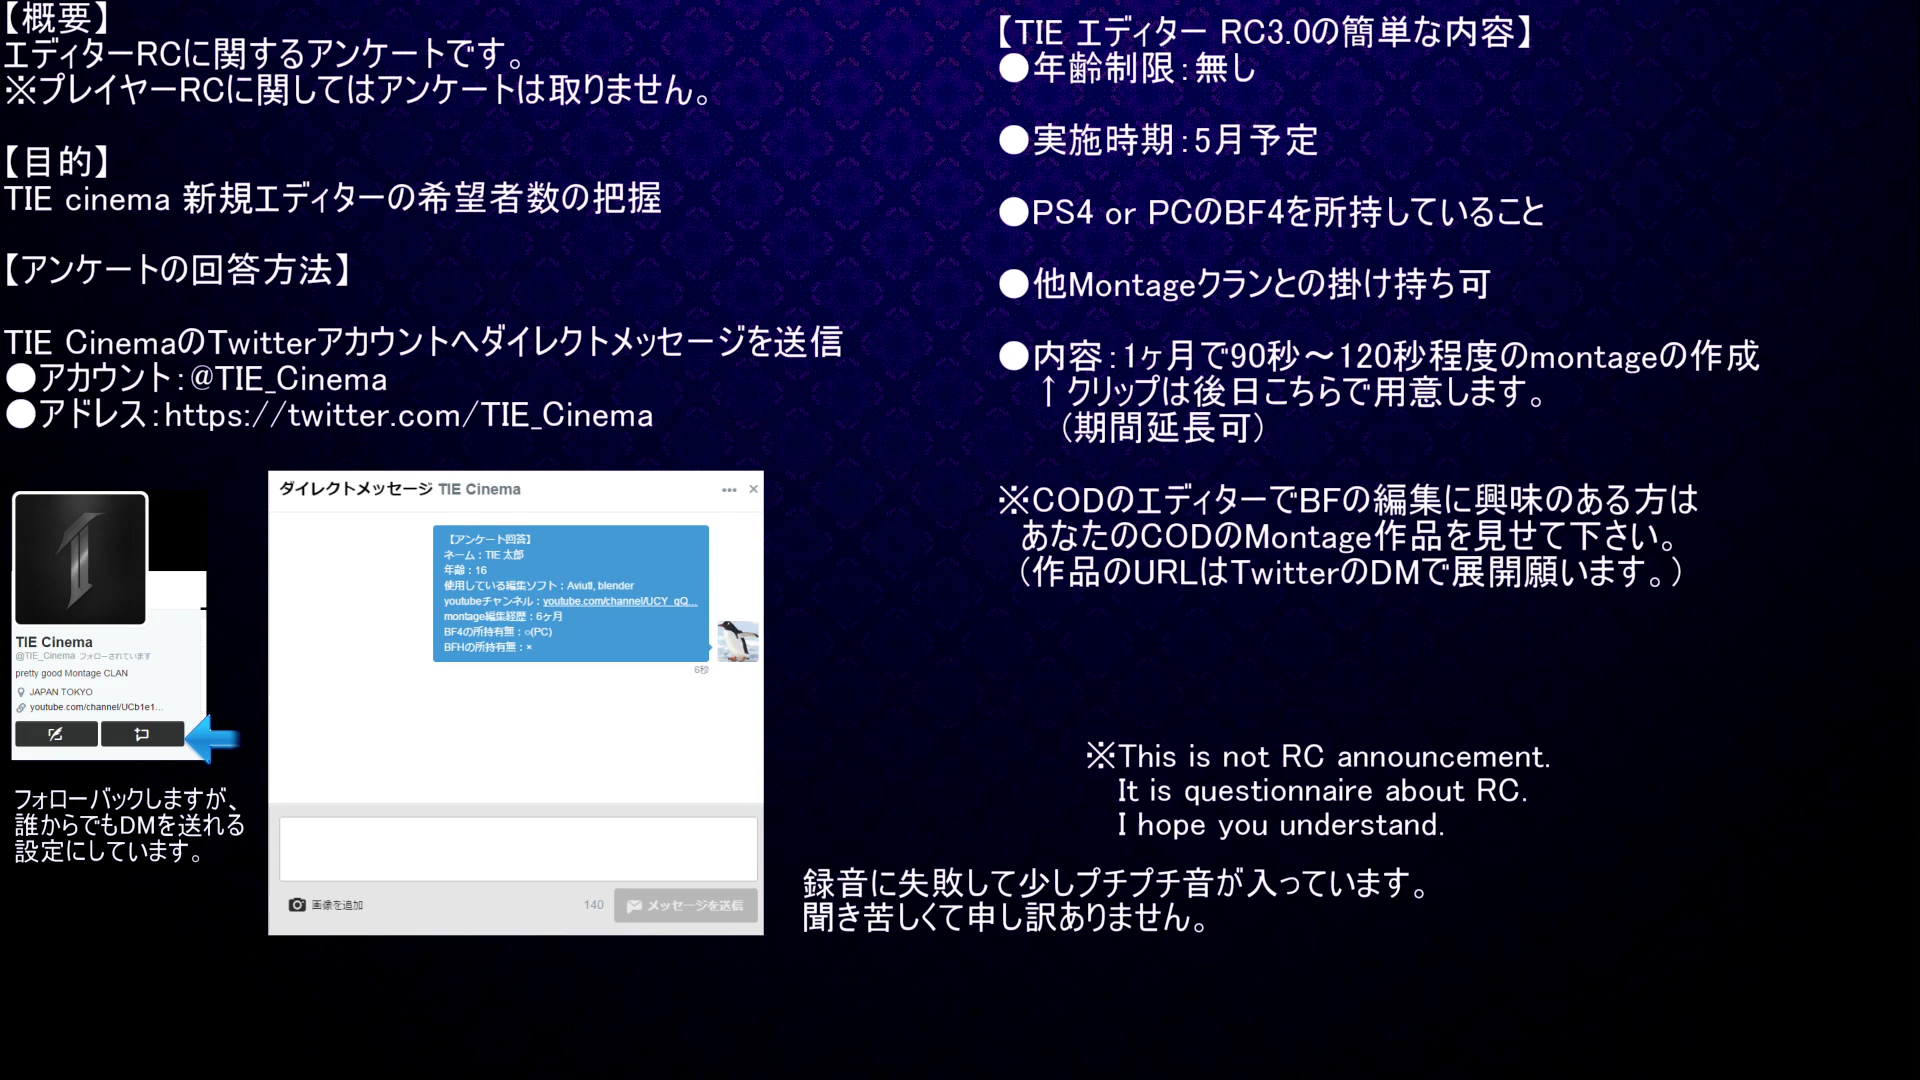 【概要】
エディターRCに関するアンケートです。
※プレイヤーRCに関してはアンケートは取りません。
【目的】
TIE cinema 新規エディターの希望者数の把握
【アンケートの回答方法】
TIE CinemaのTwitterアカウントへダイレクトメッセージを送信
●アカウント：@TIE_Cinema
●アドレス：https://twitter.com/TIE_Cinema
TIE Cinema
@TIE_Cinema フォローされています
pretty good Montage CLAN
JAPAN TOKYO
youtube.com/channel/UCb1e1...
フォローバックしますが、
誰からでもDMを送れる
設定にしています。
ダイレクトメッセージ TIE Cinema
【アンケート回答】
ネーム：TIE 太郎
年齢：16
使用している編集ソフト：Aviutl, blender
youtubeチャンネル：youtube.com/channel/UCY_qQ...
montage編集経歴：6ヶ月
BF4の所持有無：○(PC)
BFHの所持有無：×
6秒
画像を追加
140
メッセージを送信
【TIE エディター RC3.0の簡単な内容】
●年齢制限：無し
●実施時期：5月予定
●PS4 or PCのBF4を所持していること
●他Montageクランとの掛け持ち可
●内容：1ヶ月で90秒～120秒程度のmontageの作成
↑クリップは後日こちらで用意します。
（期間延長可）
※CODのエディターでBFの編集に興味のある方は
あなたのCODのMontage作品を見せて下さい。
（作品のURLはTwitterのDMで展開願います。）
※This is not RC announcement.
It is questionnaire about RC.
I hope you understand.
録音に失敗して少しプチプチ音が入っています。
聞き苦しくて申し訳ありません。